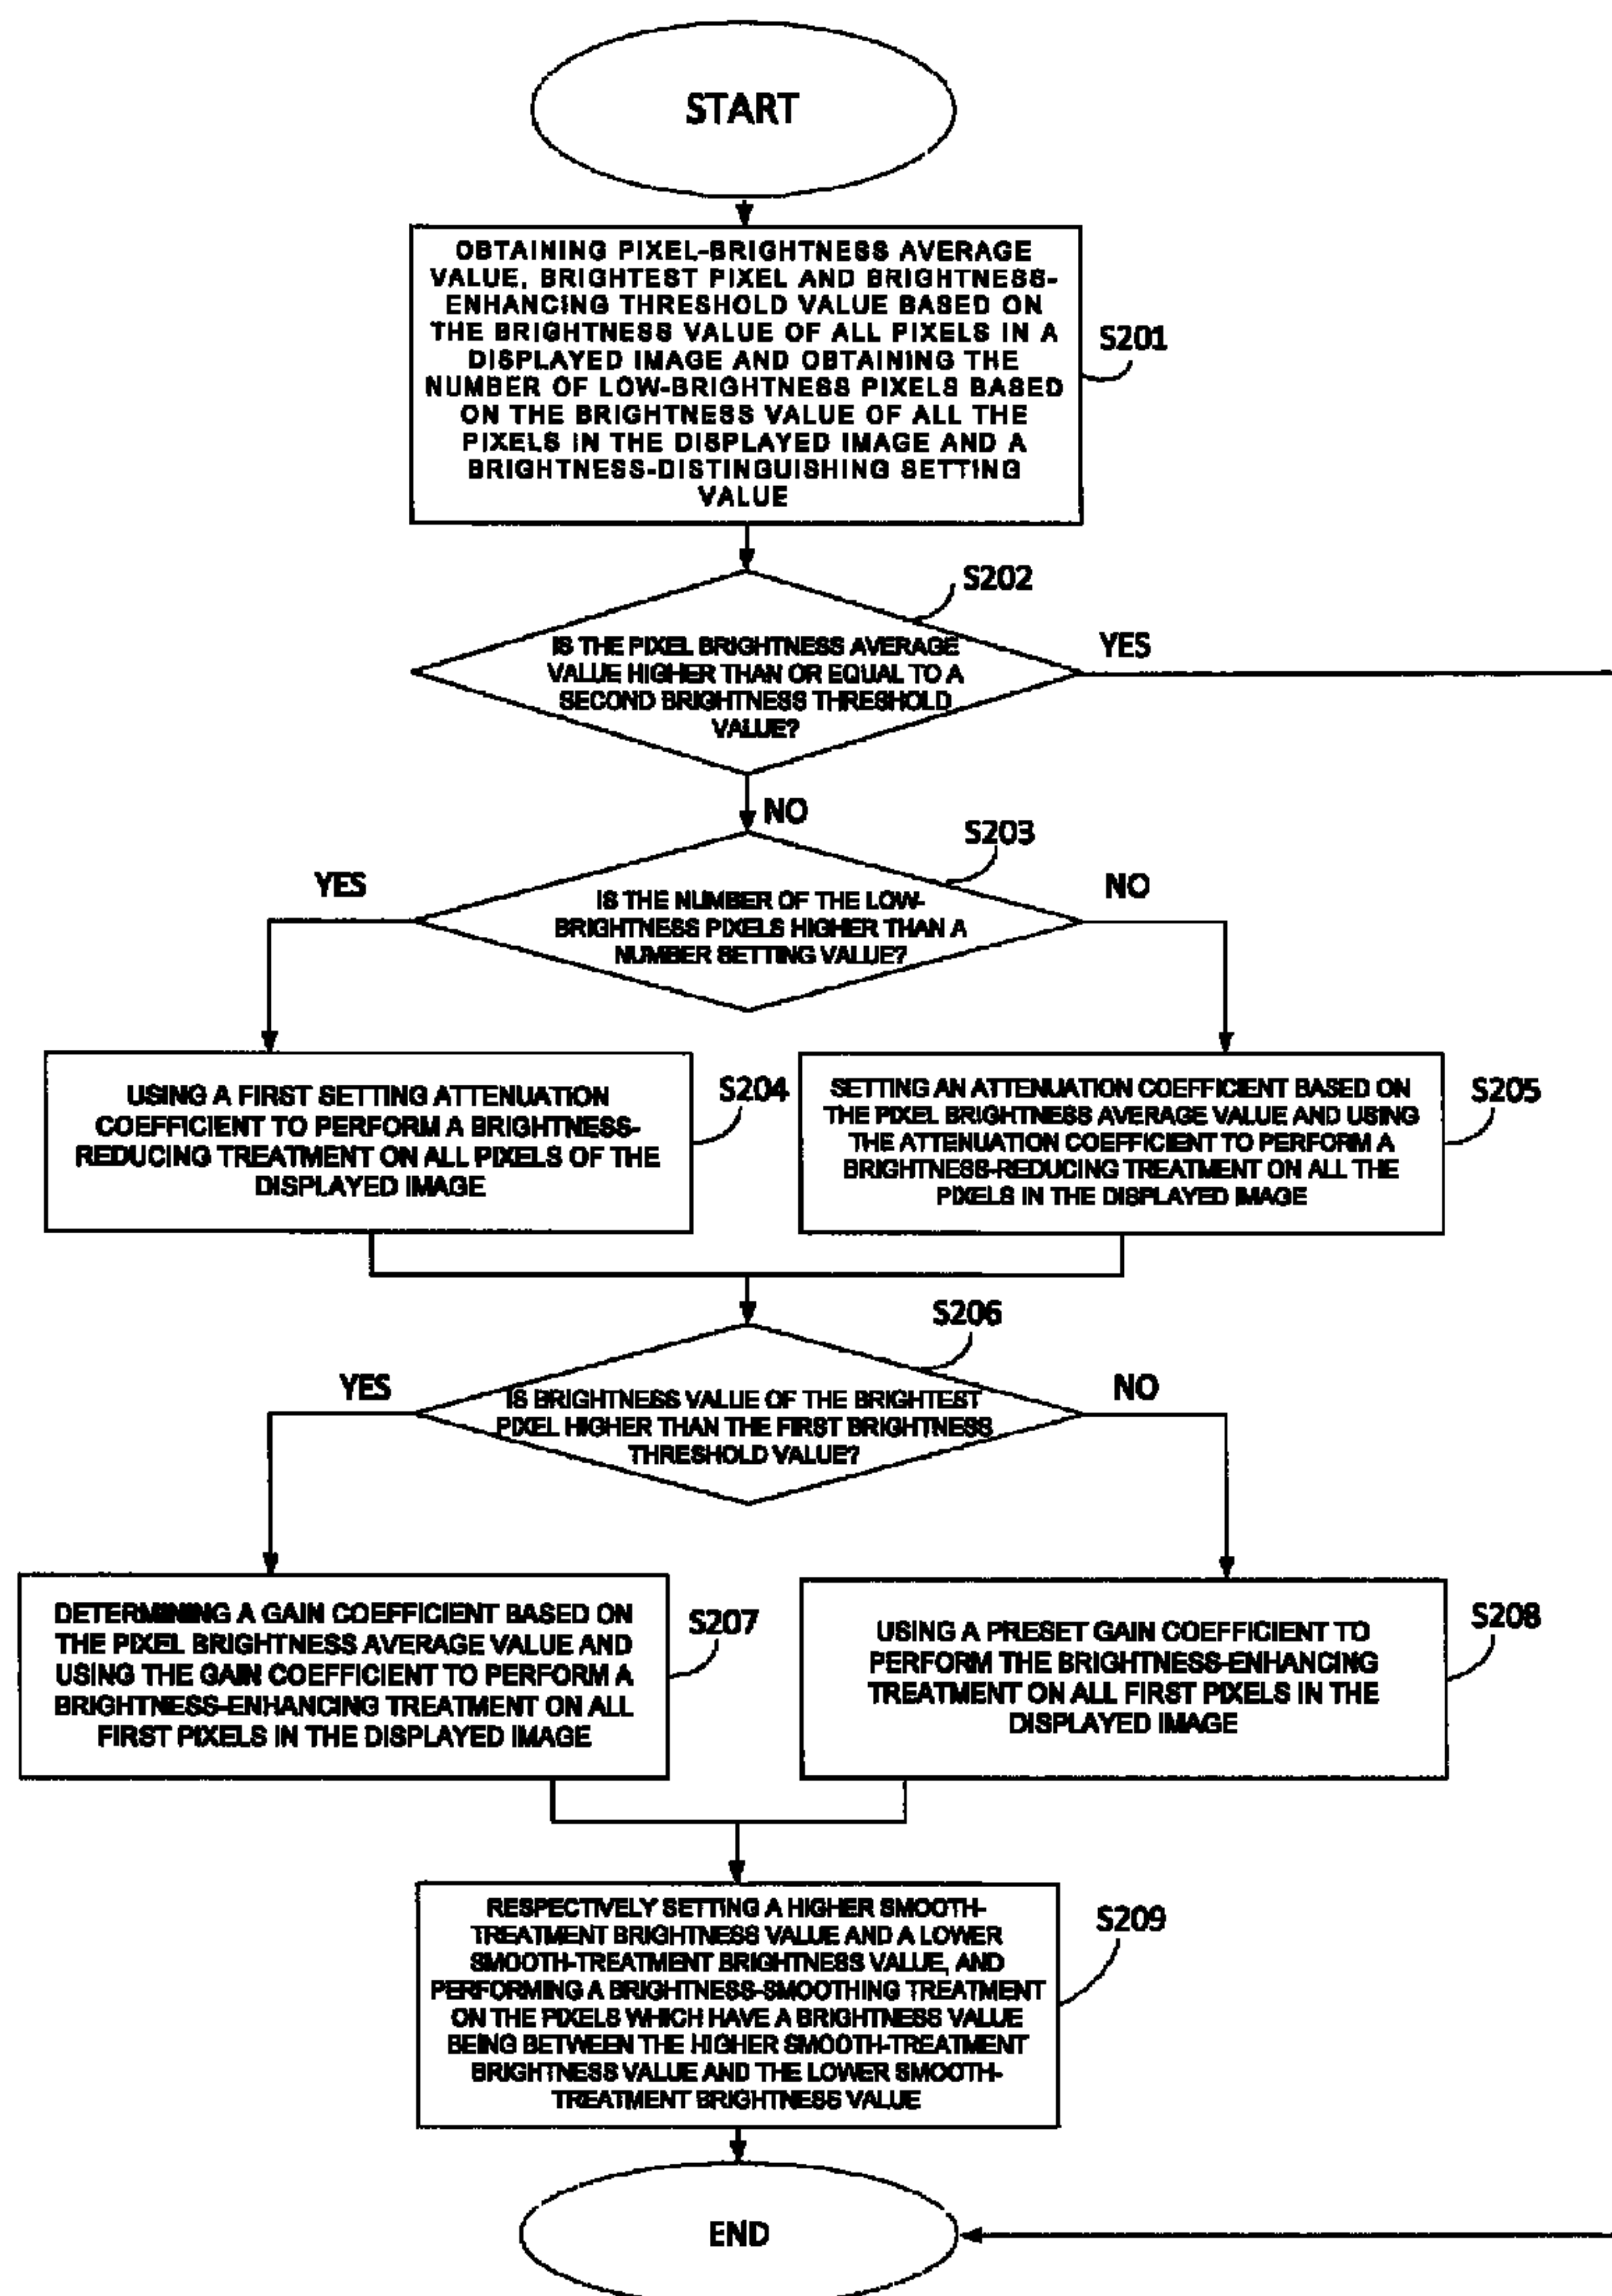 START
OBTAINING PIXEL-BRIGHTNESS AVERAGE
VALUE, BRIGHTEST PIXEL AND BRIGHTNESS-
ENHANCING THRESHOLD VALUE BASED ON
THE BRIGHTNESS VALUE OF ALL PIXELS IN A
DISPLAYED IMAGE AND OBTAINING THE
NUMBER OF LOW-BRIGHTNESS PIXELS BASED
ON THE BRIGHTNESS VALUE OF ALL THE
PIXELS IN THE DISPLAYED IMAGE AND A
BRIGHTNESS-DISTINGUISHING SETTING
VALUE
S201
S202
IS THE PIXEL BRIGHTNESS AVERAGE
VALUE HIGHER THAN OR EQUAL TO A
SECOND BRIGHTNESS THRESHOLD
VALUE?
YES
NO
S203
YES
IS THE NUMBER OF THE LOW-
BRIGHTNESS PIXELS HIGHER THAN A
NUMBER SETTING VALUE?
NO
USING A FIRST SETTING ATTENUATION
COEFFICIENT TO PERFORM A BRIGHTNESS-
REDUCING TREATMENT ON ALL PIXELS OF THE
DISPLAYED IMAGE
S204
SETTING AN ATTENUATION COEFFICIENT BASED ON
THE PIXEL BRIGHTNESS AVERAGE VALUE AND USING
THE ATTENUATION COEFFICIENT TO PERFORM A
BRIGHTNESS-REDUCING TREATMENT ON ALL THE
PIXELS IN THE DISPLAYED IMAGE
S205
S206
YES
IS BRIGHTNESS VALUE OF THE BRIGHTEST
PIXEL HIGHER THAN THE FIRST BRIGHTNESS
THRESHOLD VALUE?
NO
DETERMINING A GAIN COEFFICIENT BASED ON
THE PIXEL BRIGHTNESS AVERAGE VALUE AND
USING THE GAIN COEFFICIENT TO PERFORM A
BRIGHTNESS-ENHANCING TREATMENT ON ALL
FIRST PIXELS IN THE DISPLAYED IMAGE
S207
USING A PRESET GAIN COEFFICIENT TO
PERFORM THE BRIGHTNESS-ENHANCING
TREATMENT ON ALL FIRST PIXELS IN THE
DISPLAYED IMAGE
S208
RESPECTIVELY SETTING A HIGHER SMOOTH-
TREATMENT BRIGHTNESS VALUE AND A LOWER
SMOOTH-TREATMENT BRIGHTNESS VALUE, AND
PERFORMING A BRIGHTNESS-SMOOTHING TREATMENT
ON THE PIXELS WHICH HAVE A BRIGHTNESS VALUE
BEING BETWEEN THE HIGHER SMOOTH-TREATMENT
BRIGHTNESS VALUE AND THE LOWER SMOOTH-
TREATMENT BRIGHTNESS VALUE
S209
END